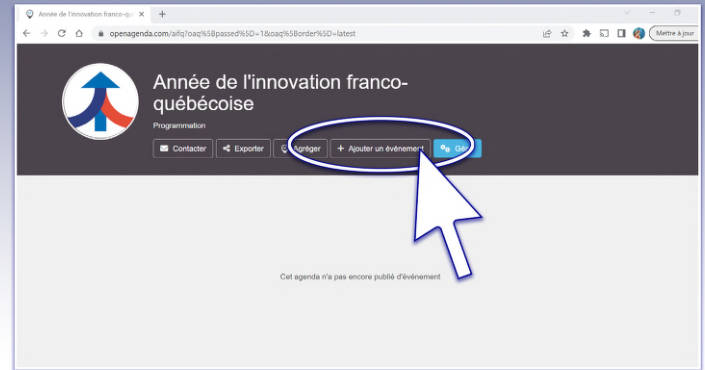 Année de l'innovation franco-qu
openagenda.com/aifq?oaq%5Bpassed%5D=1&oaq%5Border%5D=latest
Mettre à jour
Année de l'innovation franco-
québécoise
Programmation
Contacter Exporter Agréger + Ajouter un événement
Cet agenda n'a pas encore publié d'événement